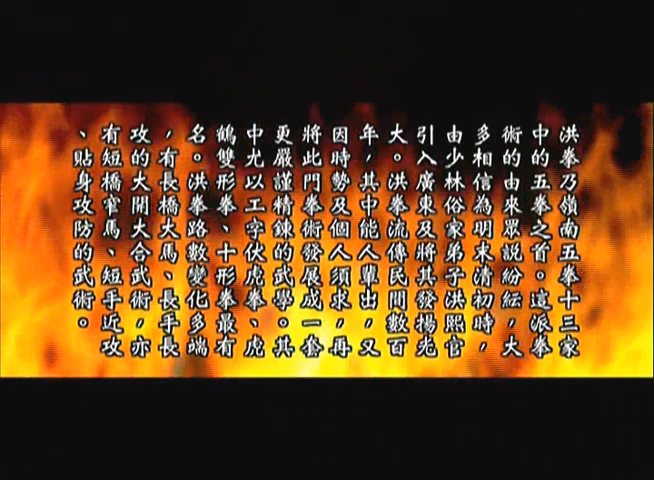 洪拳乃嶺南五拳十三家
中的五拳之首。這派拳
術的由來眾說紛紜，大
多相信為明末清初時，
由少林俗家弟子洪熙官
引入廣東及將其發揚光
大。洪拳流傳民間數百
年，其中能人輩出，又
因時勢及個人須求，再
將此門拳術發展成一套
更嚴謹精鍊的武學。其
中尤以工字伏虎拳、虎
鶴雙形拳、十形拳最有
名。洪拳路數變化多端
，有長橋大馬、長手長
攻的大開大合武術，亦
有短橋窄馬、短手近攻
、貼身攻防的武術。